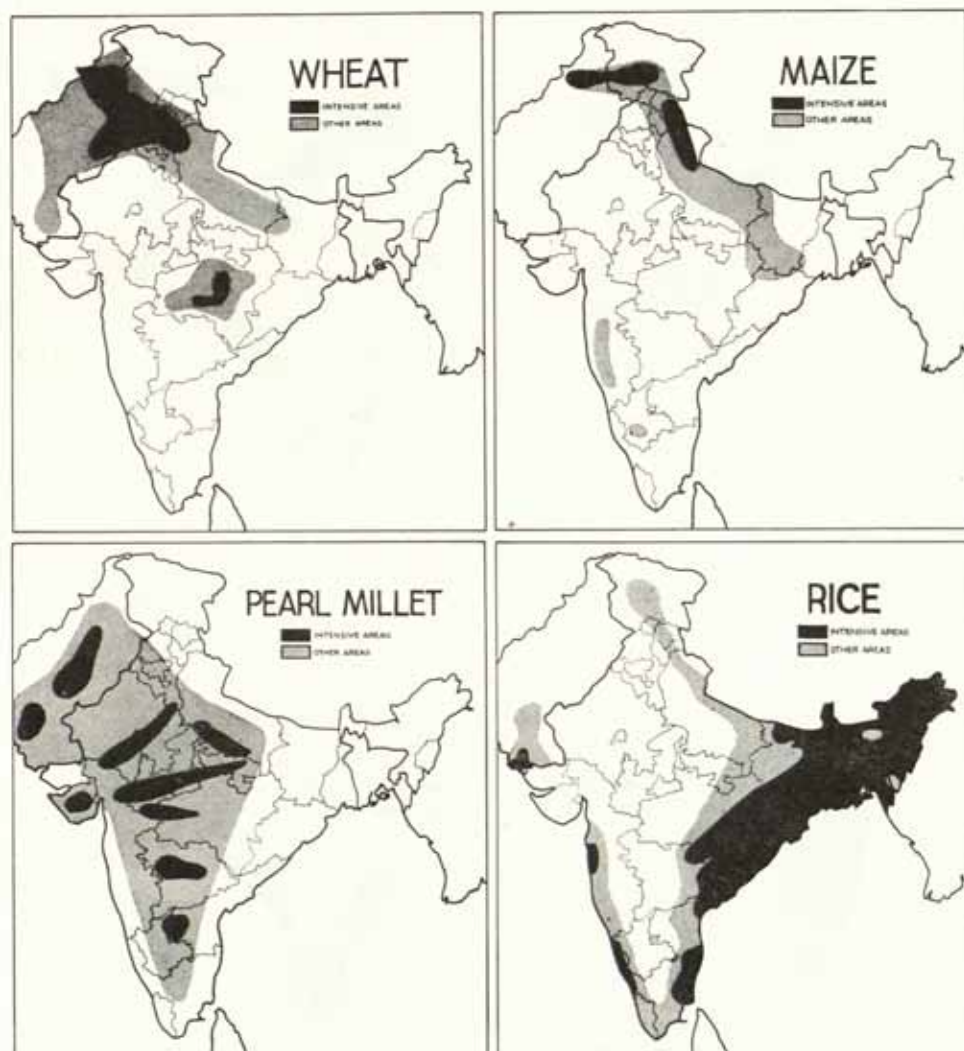 WHEAT
INTENSIVE AREAS
OTHER AREAS
MAIZE
INTENSIVE AREAS
OTHER AREAS
PEARL MILLET
INTENSIVE AREAS
OTHER AREAS
RICE
INTENSIVE AREAS
OTHER AREAS